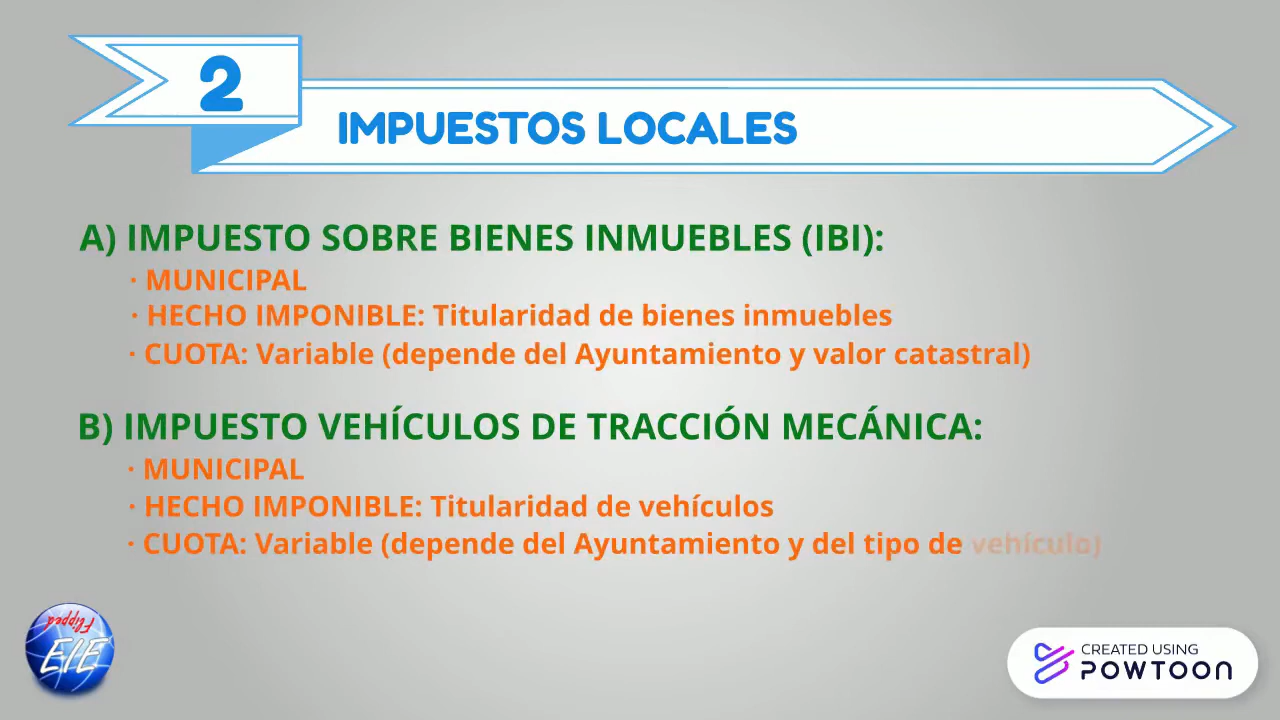 2
IMPUESTOS LOCALES
A) IMPUESTO SOBRE BIENES INMUEBLES (IBI):
· MUNICIPAL
· HECHO IMPONIBLE: Titularidad de bienes inmuebles
· CUOTA: Variable (depende del Ayuntamiento y valor catastral)
B) IMPUESTO VEHÍCULOS DE TRACCIÓN MECÁNICA:
· MUNICIPAL
· HECHO IMPONIBLE: Titularidad de vehículos
· CUOTA: Variable (depende del Ayuntamiento y del tipo de vehículo)
Flipped
EIE
CREATED USING
POWTOON